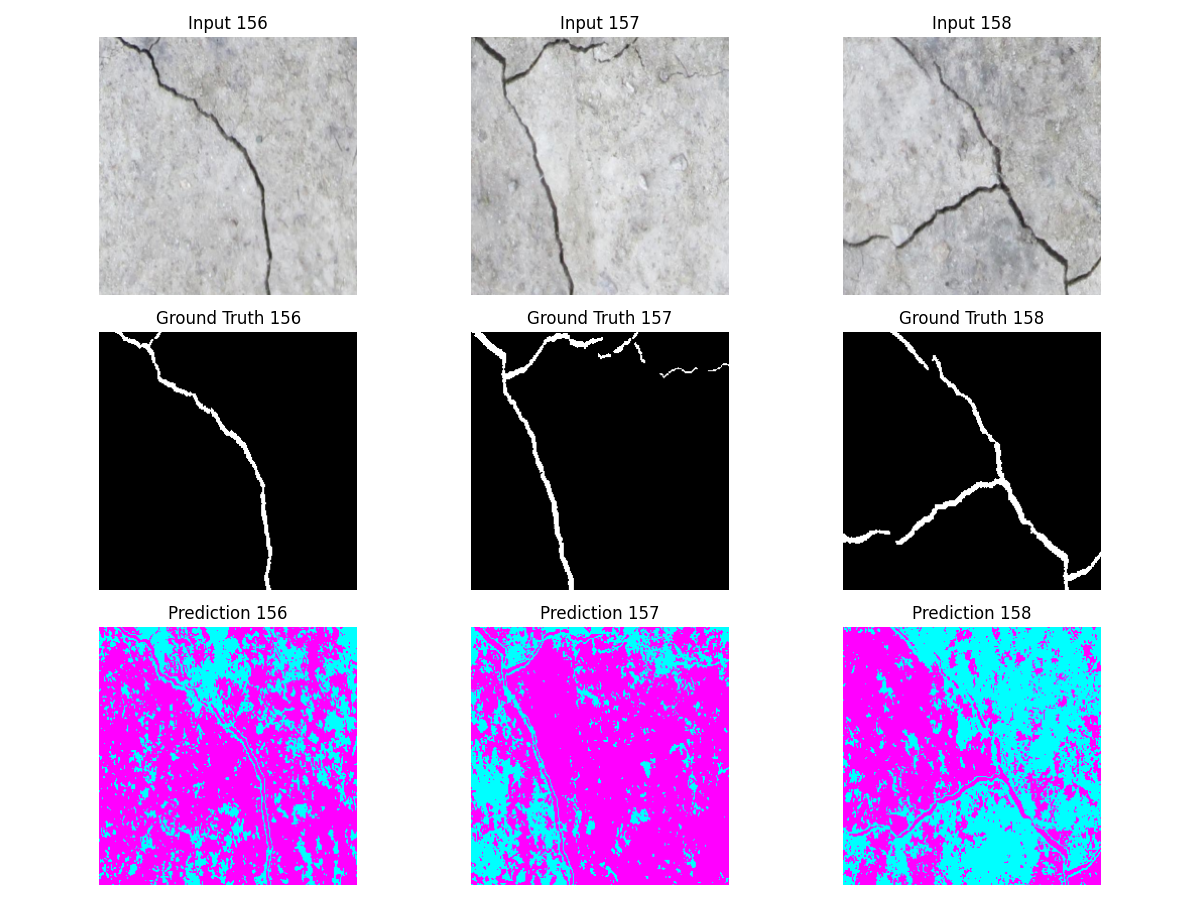 Input 156
Input 157
Input 158
Ground Truth 156
Ground Truth 157
Ground Truth 158
Prediction 156
Prediction 157
Prediction 158